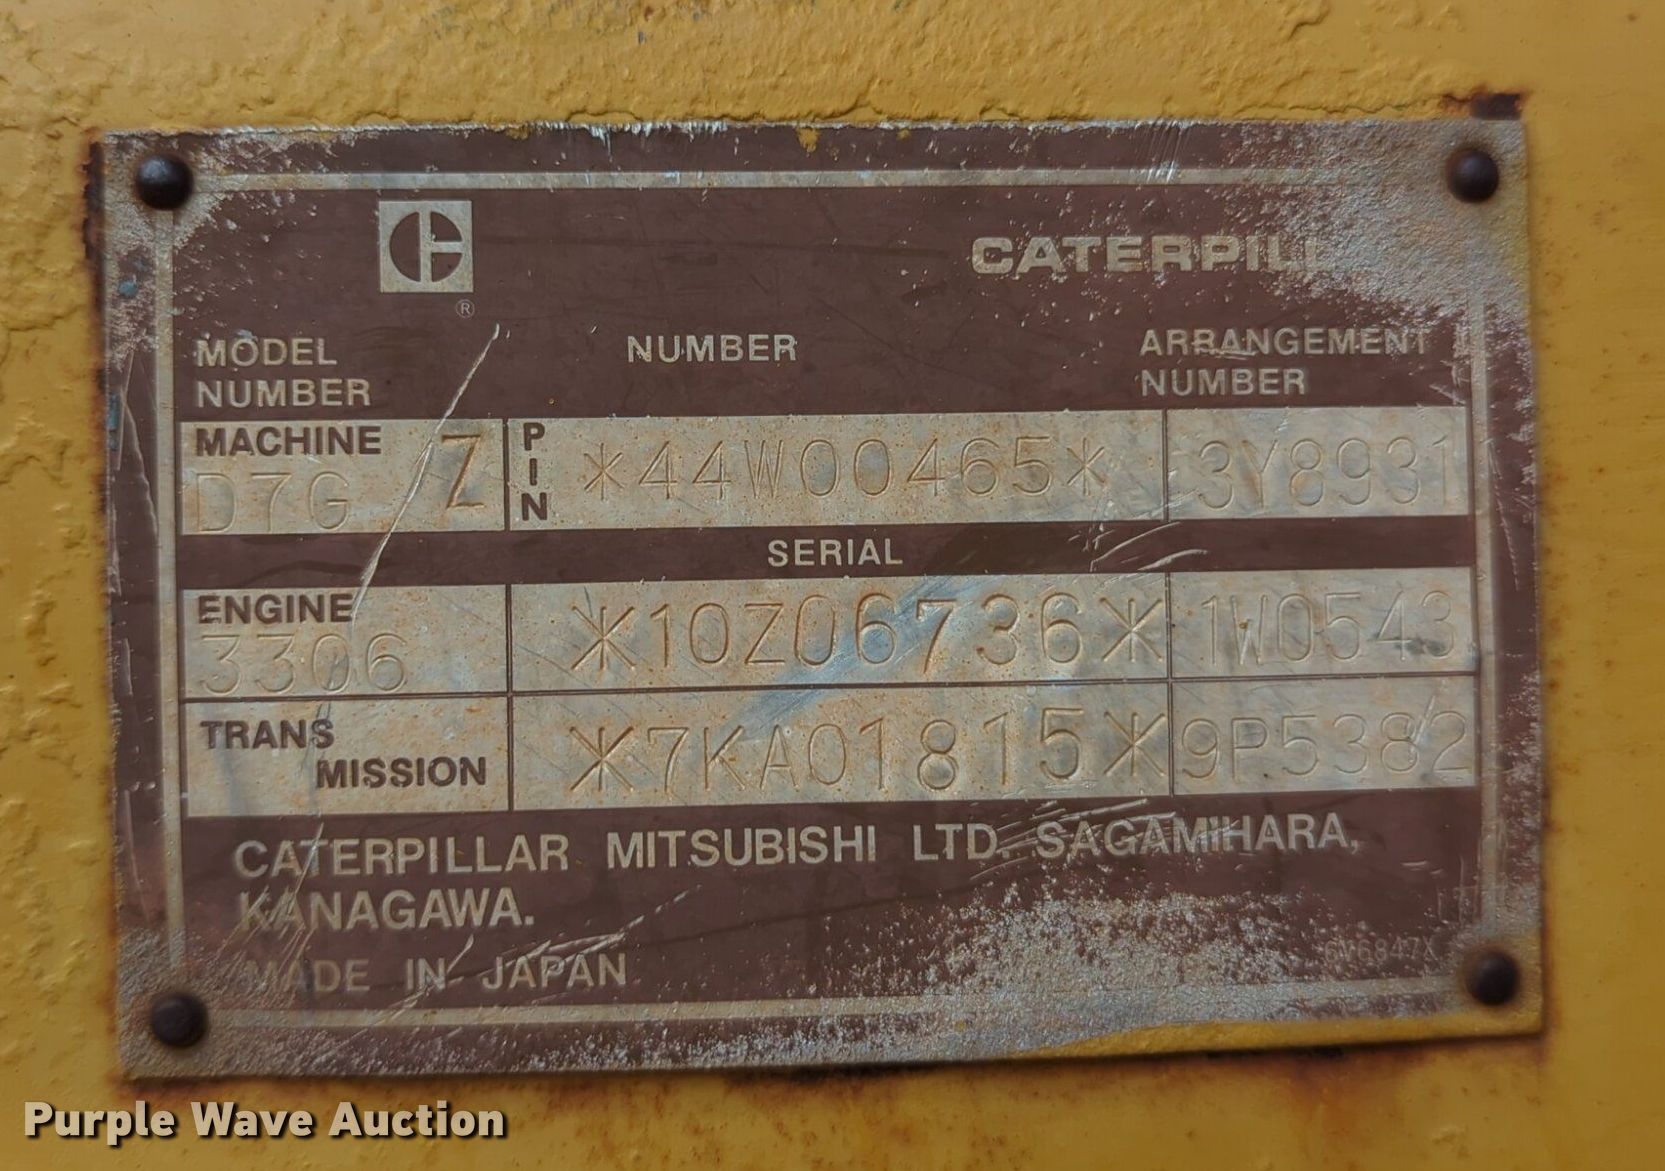 ®
CATERPILL
MODEL NUMBER
NUMBER
ARRANGEMENT NUMBER
MACHINE D7G Z
PIN
*44W00465*
3Y8931
SERIAL
ENGINE 3306
*10Z06736*
1W0543
TRANS MISSION
*7KA01815*
9P5382
CATERPILLAR MITSUBISHI LTD. SAGAMIHARA,
KANAGAWA.
MADE IN JAPAN
6V6847X
Purple Wave Auction